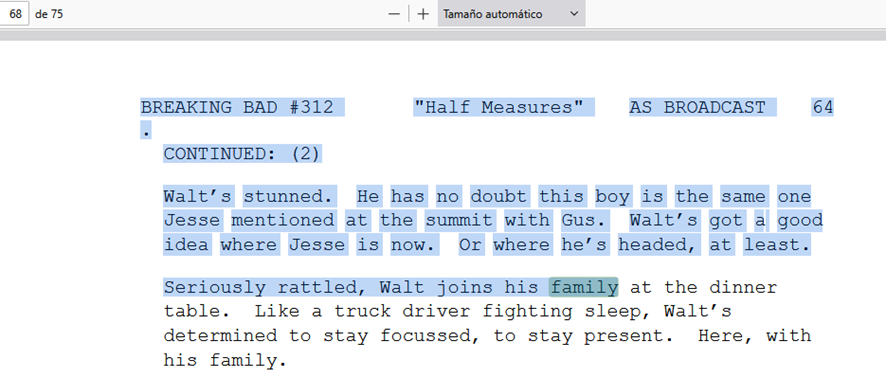 68 de 75 — + Tamaño automático
BREAKING BAD #312 "Half Measures" AS BROADCAST 64
.
CONTINUED: (2)
Walt’s stunned. He has no doubt this boy is the same one
Jesse mentioned at the summit with Gus. Walt’s got a good
idea where Jesse is now. Or where he’s headed, at least.
Seriously rattled, Walt joins his family at the dinner
table. Like a truck driver fighting sleep, Walt’s
determined to stay focussed, to stay present. Here, with
his family.